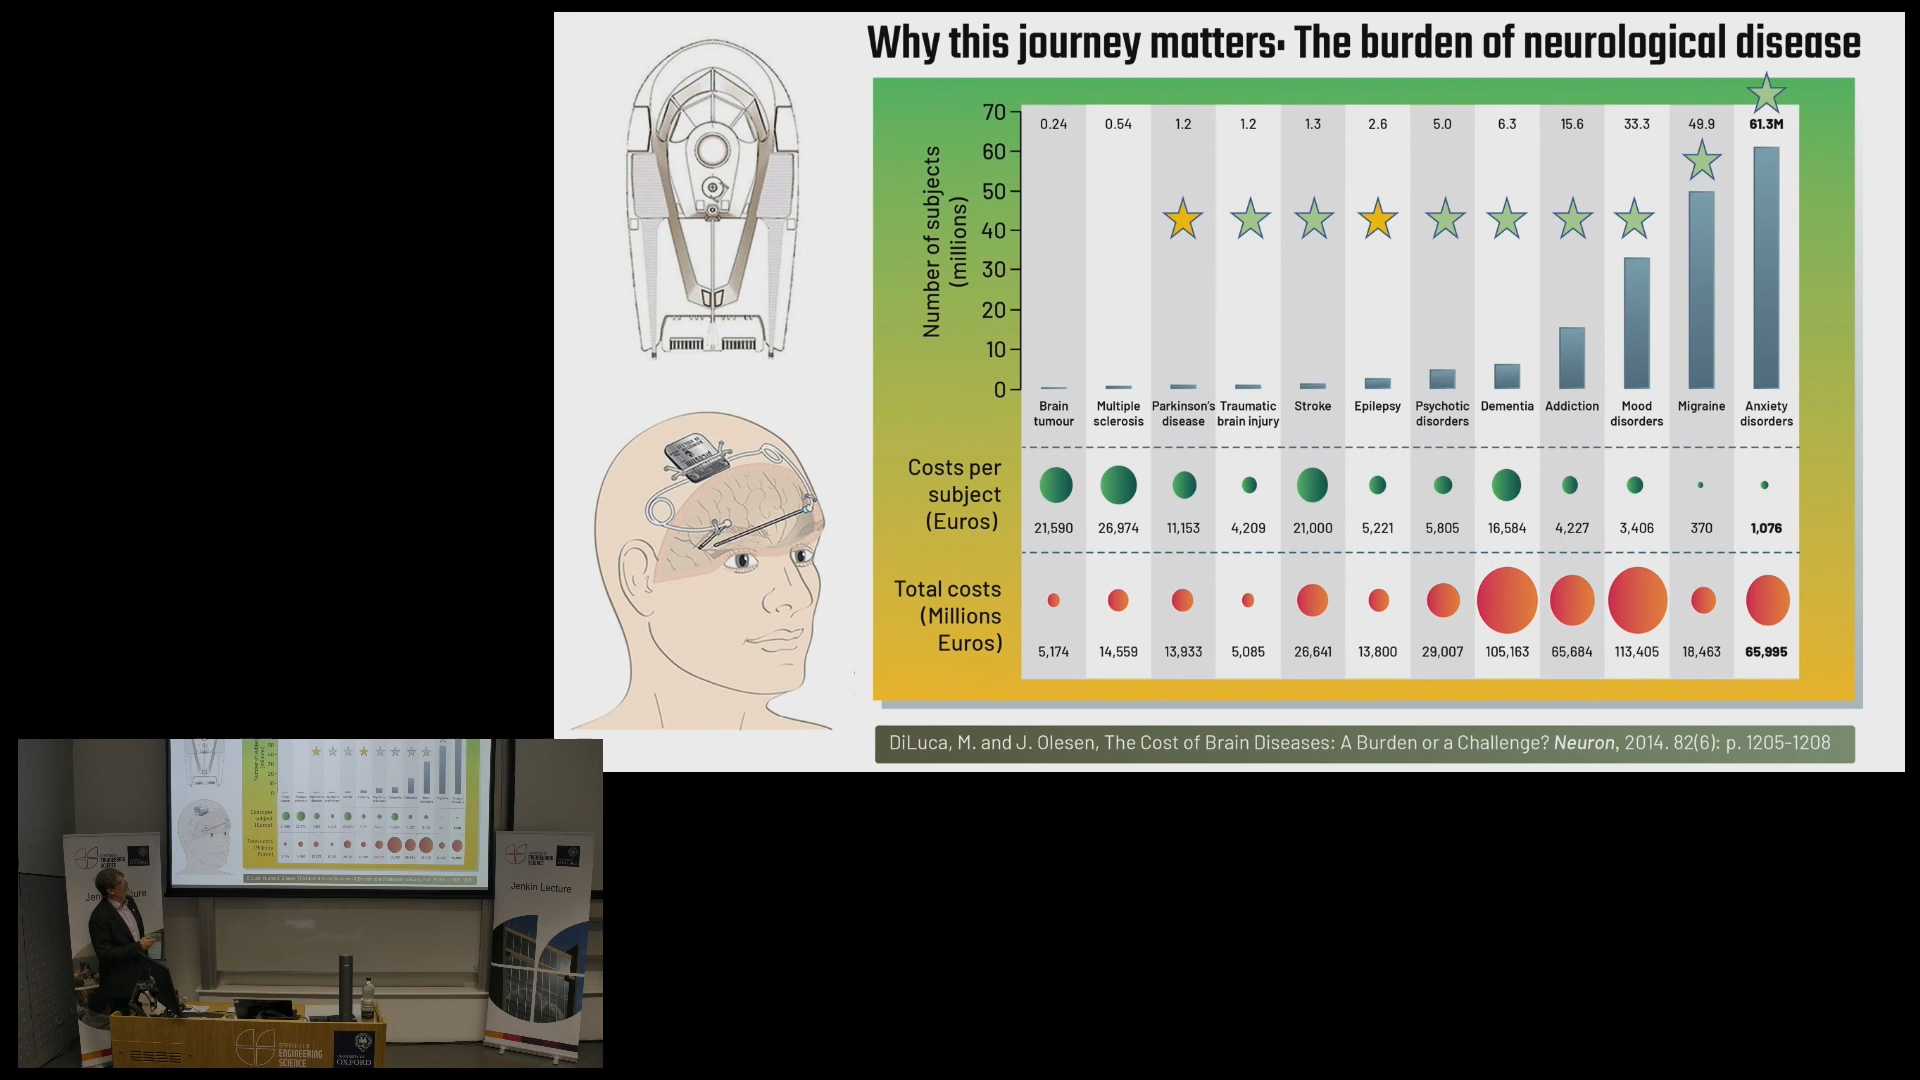 Why this journey matters: The burden of neurological disease
Number of subjects
(millions)
70
60
50
40
30
20
10
0
0.24 0.54 1.2 1.2 1.3 2.6 5.0 6.3 15.6 33.3 49.9 61.3M
Brain tumour
Multiple sclerosis
Parkinson's disease
Traumatic brain injury
Stroke
Epilepsy
Psychotic disorders
Dementia
Addiction
Mood disorders
Migraine
Anxiety disorders
Costs per
subject
(Euros)
21,590 26,974 11,153 4,209 21,000 5,221 5,805 16,584 4,227 3,406 370 1,076
Total costs
(Millions
Euros)
5,174 14,559 13,933 5,085 26,641 13,800 29,007 105,163 65,684 113,405 18,463 65,995
DiLuca, M. and J. Olesen, The Cost of Brain Diseases: A Burden or a Challenge? Neuron, 2014. 82(6): p. 1205-1208
Jenkin Lecture
ENGINEERING
SCIENCE
OXFORD